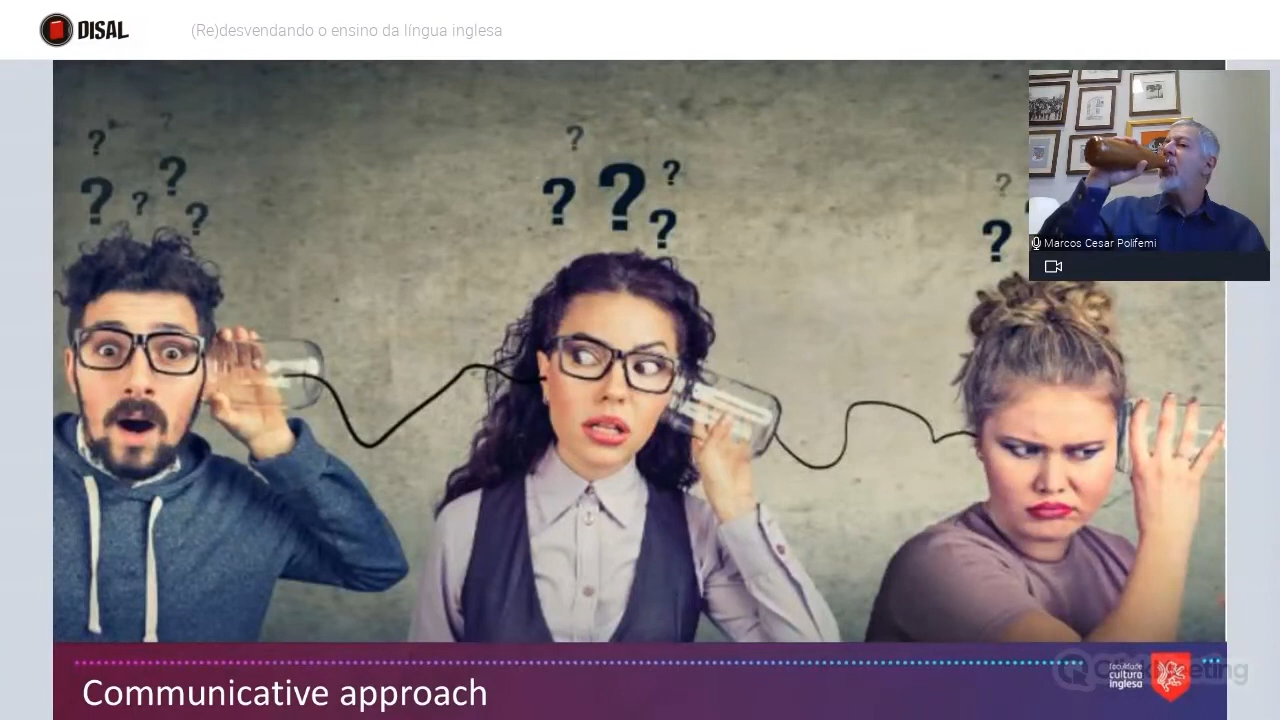 DISAL
(Re)desvendando o ensino da língua inglesa
? ? ? ? ? ?
? ? ? ? ?
? ?
Marcos Cesar Polifemi
Communicative approach
faculdade
cultura
inglesa